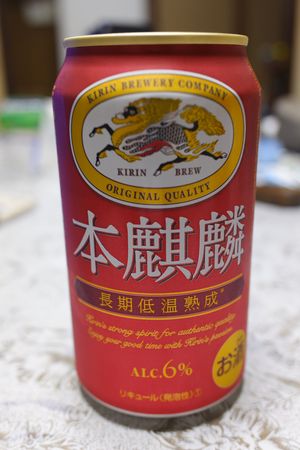 KIRIN BREWERY COMPANY
KIRIN BREW
ORIGINAL QUALITY
本麒麟
長期低温熟成*
Kirin's strong spirit for authentic quality
Enjoy your good time with Kirin's passion
ALC.6%
お酒
リキュール(発泡性)①